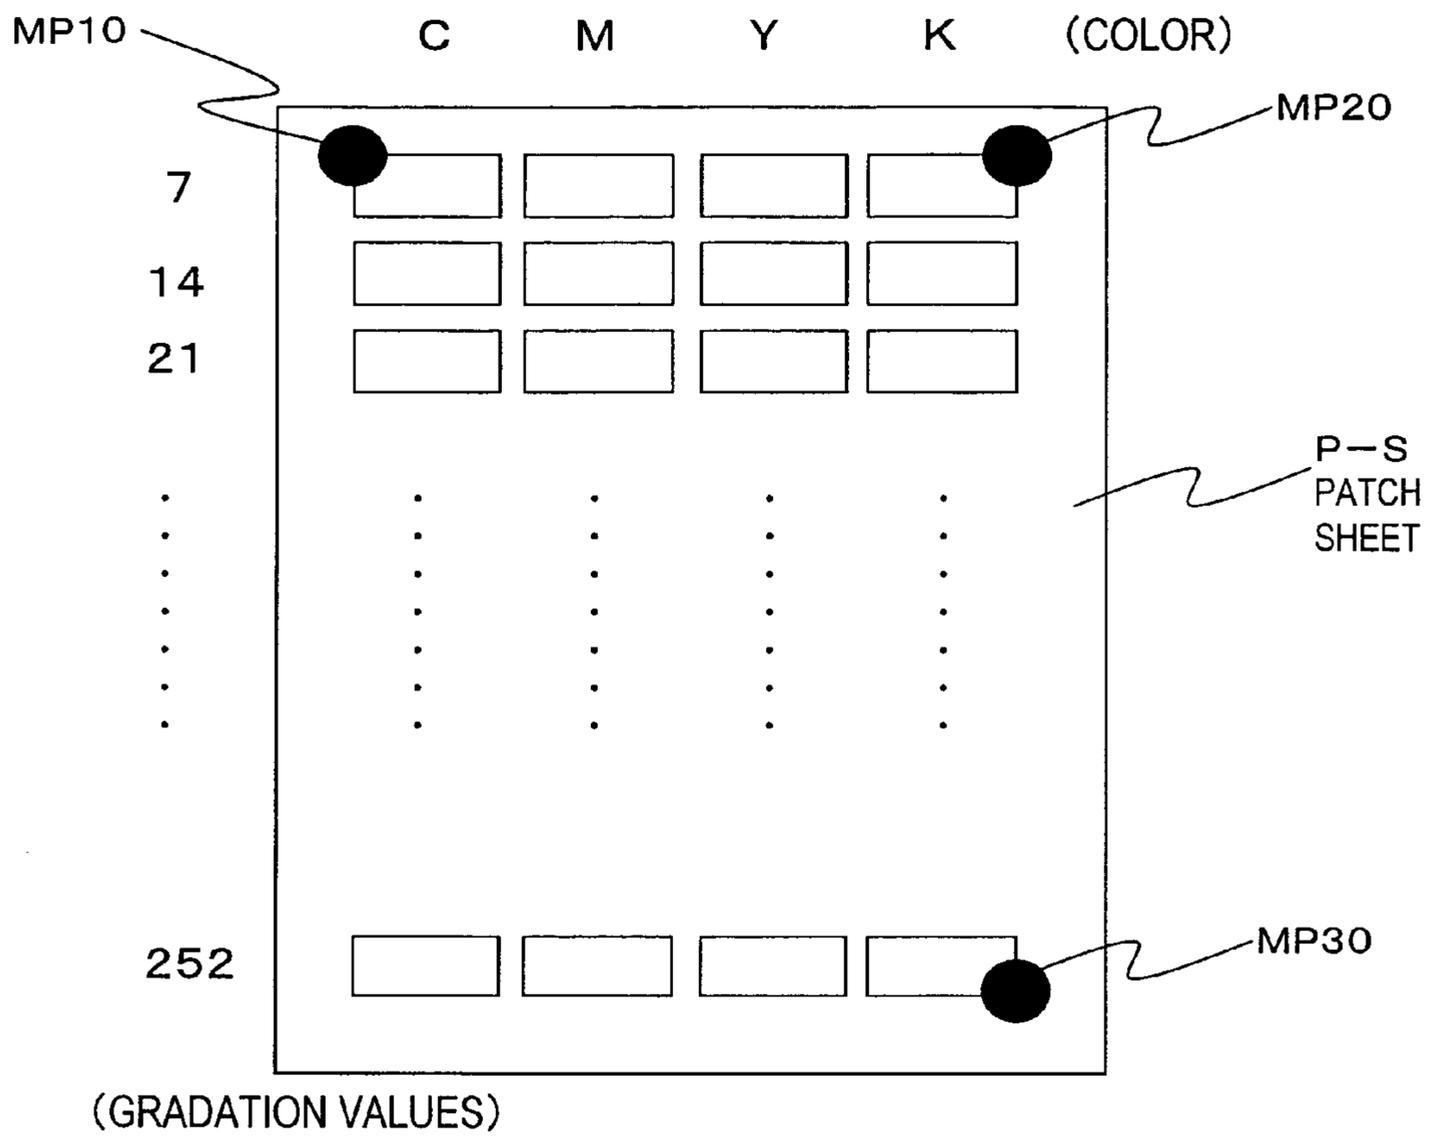 MP10
C M Y K (COLOR)
MP20
7
14
21
P-S
PATCH
SHEET
252
MP30
(GRADATION VALUES)